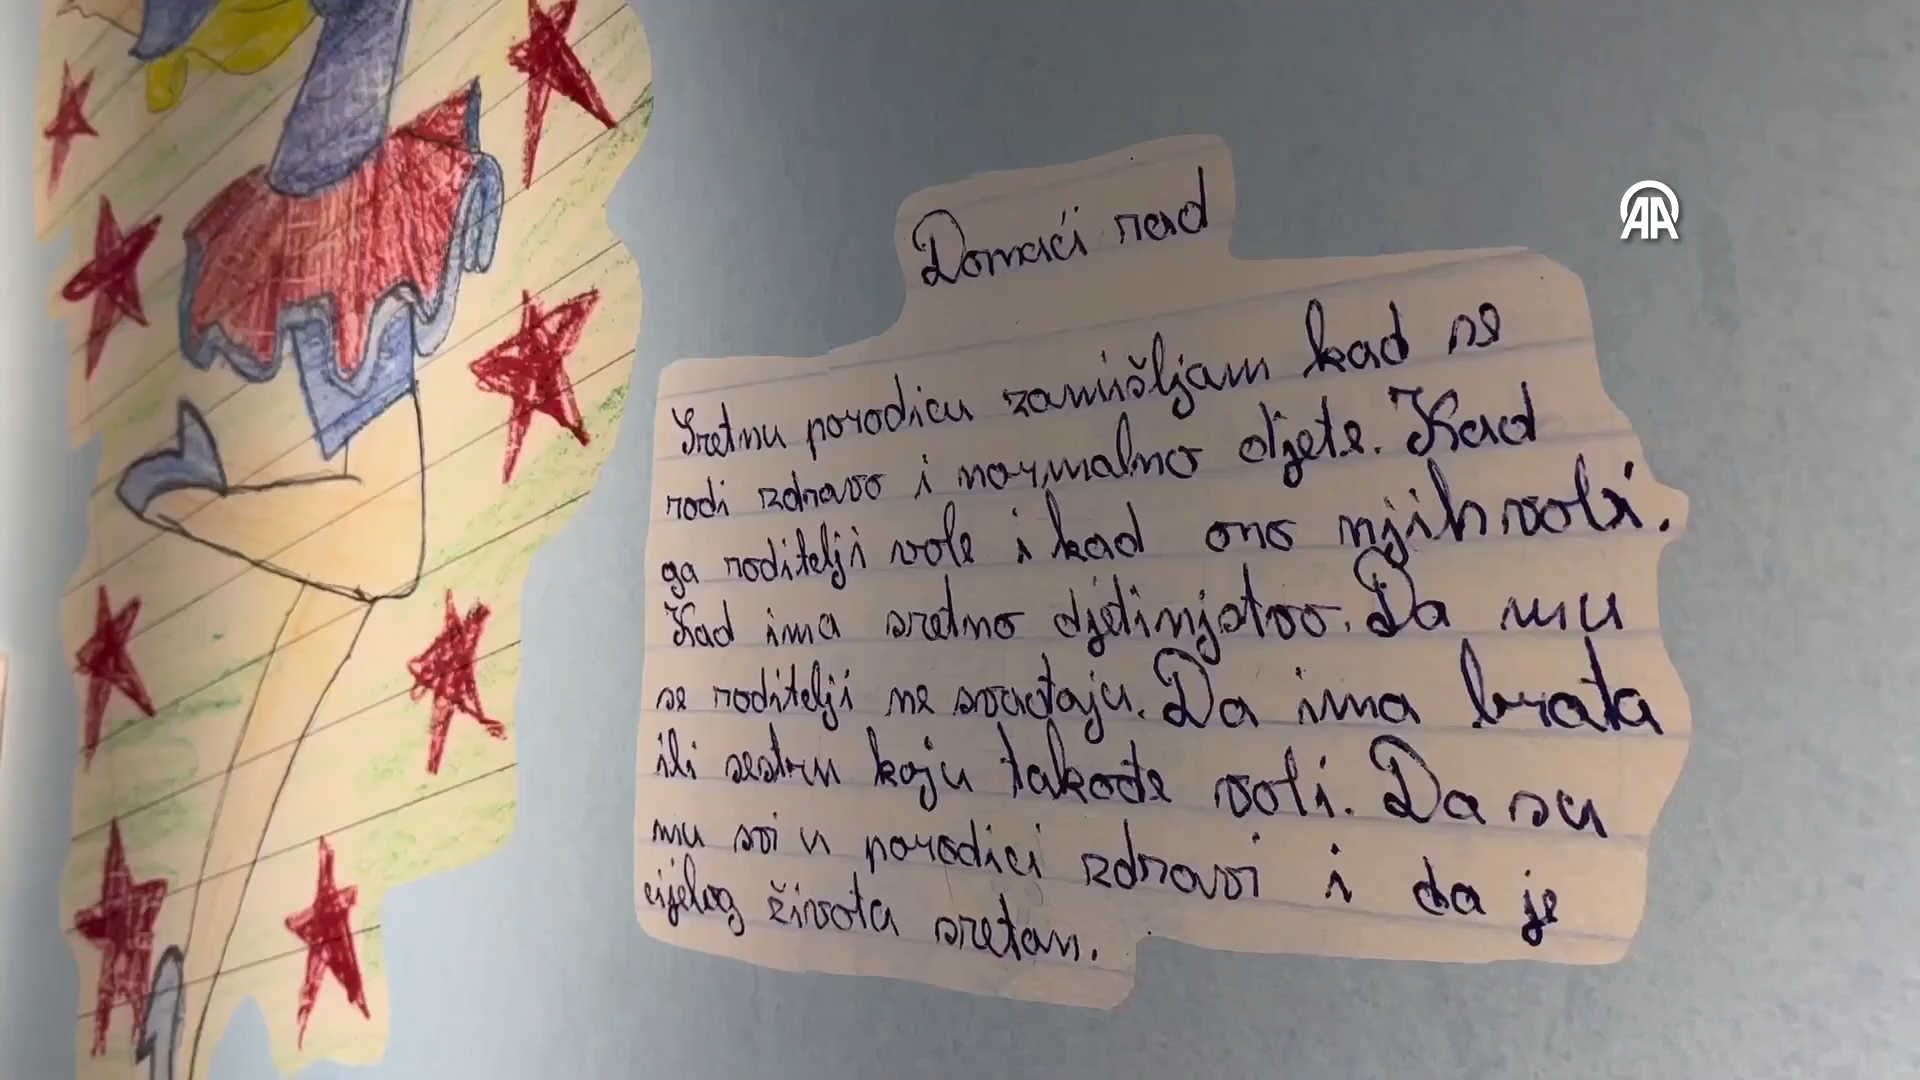 Domaći rad
Sretnu porodicu zamišljam kad se
rodi zdravo i normalno dijete. Kad
ga roditelji vole i kad ono njih voli.
Kad ima sretno djetinjstvo. Da mu
se roditelji ne svađaju. Da ima brata
ili sestru koju takođe voli. Da su
mu svi u porodici zdravi i da je
cijelog života sretan.
AA